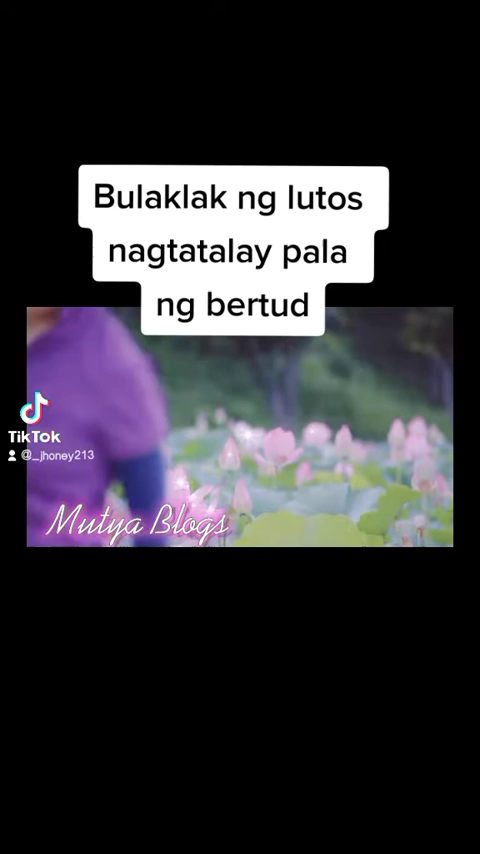 Bulaklak ng lutos
nagtatalay pala
ng bertud
TikTok
@_jhoney213
Mutya Blogs